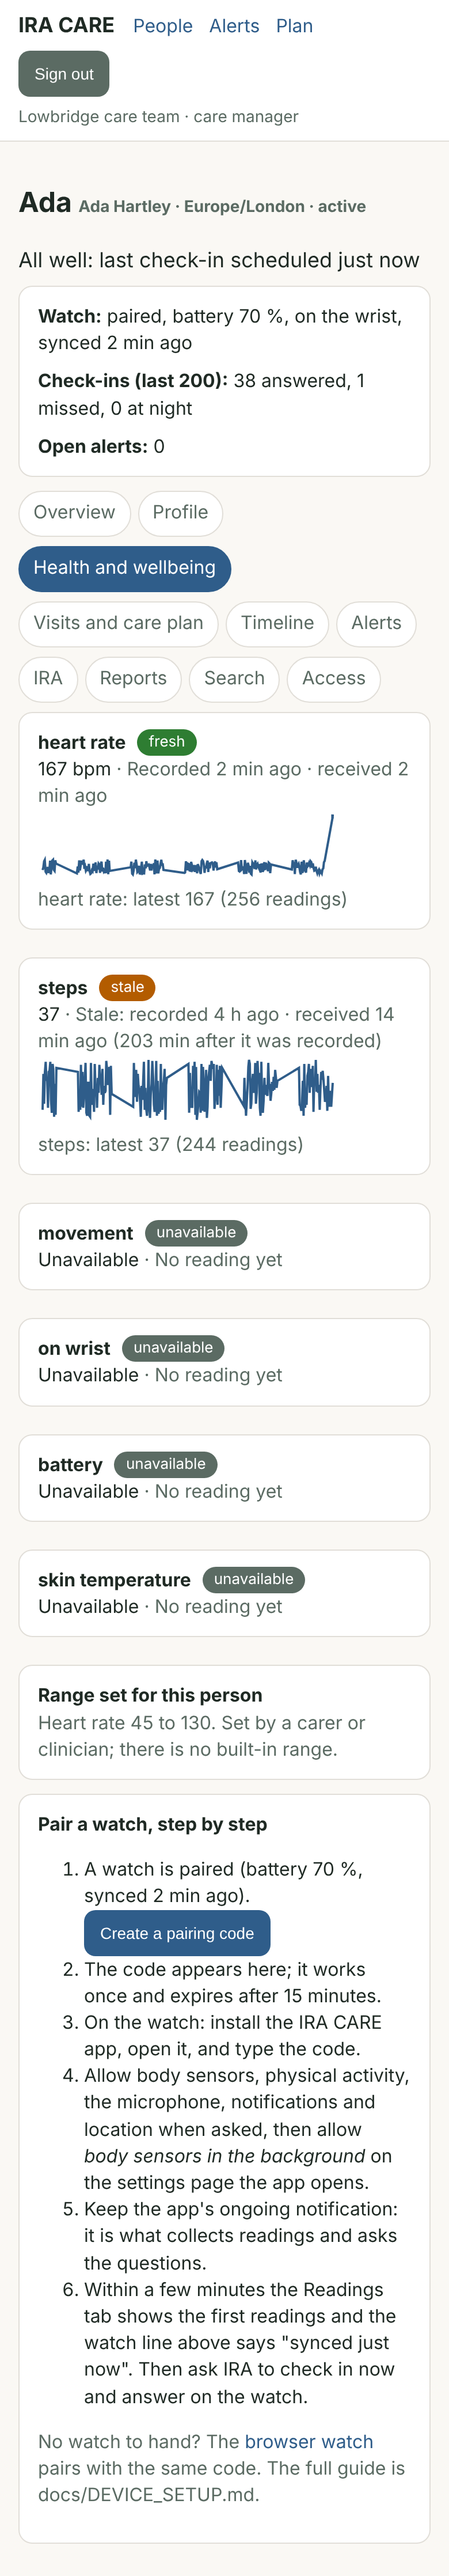 IRA CARE People Alerts Plan
Sign out
Lowbridge care team · care manager
Ada Ada Hartley · Europe/London · active
All well: last check-in scheduled just now
Watch: paired, battery 70 %, on the wrist,
synced 2 min ago
Check-ins (last 200): 38 answered, 1
missed, 0 at night
Open alerts: 0
Overview Profile
Health and wellbeing
Visits and care plan Timeline Alerts
IRA Reports Search Access
heart rate fresh
167 bpm · Recorded 2 min ago · received 2
min ago
heart rate: latest 167 (256 readings)
steps stale
37 · Stale: recorded 4 h ago · received 14
min ago (203 min after it was recorded)
steps: latest 37 (244 readings)
movement unavailable
Unavailable · No reading yet
on wrist unavailable
Unavailable · No reading yet
battery unavailable
Unavailable · No reading yet
skin temperature unavailable
Unavailable · No reading yet
Range set for this person
Heart rate 45 to 130. Set by a carer or
clinician; there is no built-in range.
Pair a watch, step by step
1. A watch is paired (battery 70 %,
synced 2 min ago).
Create a pairing code
2. The code appears here; it works
once and expires after 15 minutes.
3. On the watch: install the IRA CARE
app, open it, and type the code.
4. Allow body sensors, physical activity,
the microphone, notifications and
location when asked, then allow
body sensors in the background on
the settings page the app opens.
5. Keep the app's ongoing notification:
it is what collects readings and asks
the questions.
6. Within a few minutes the Readings
tab shows the first readings and the
watch line above says "synced just
now". Then ask IRA to check in now
and answer on the watch.
No watch to hand? The browser watch
pairs with the same code. The full guide is
docs/DEVICE_SETUP.md.